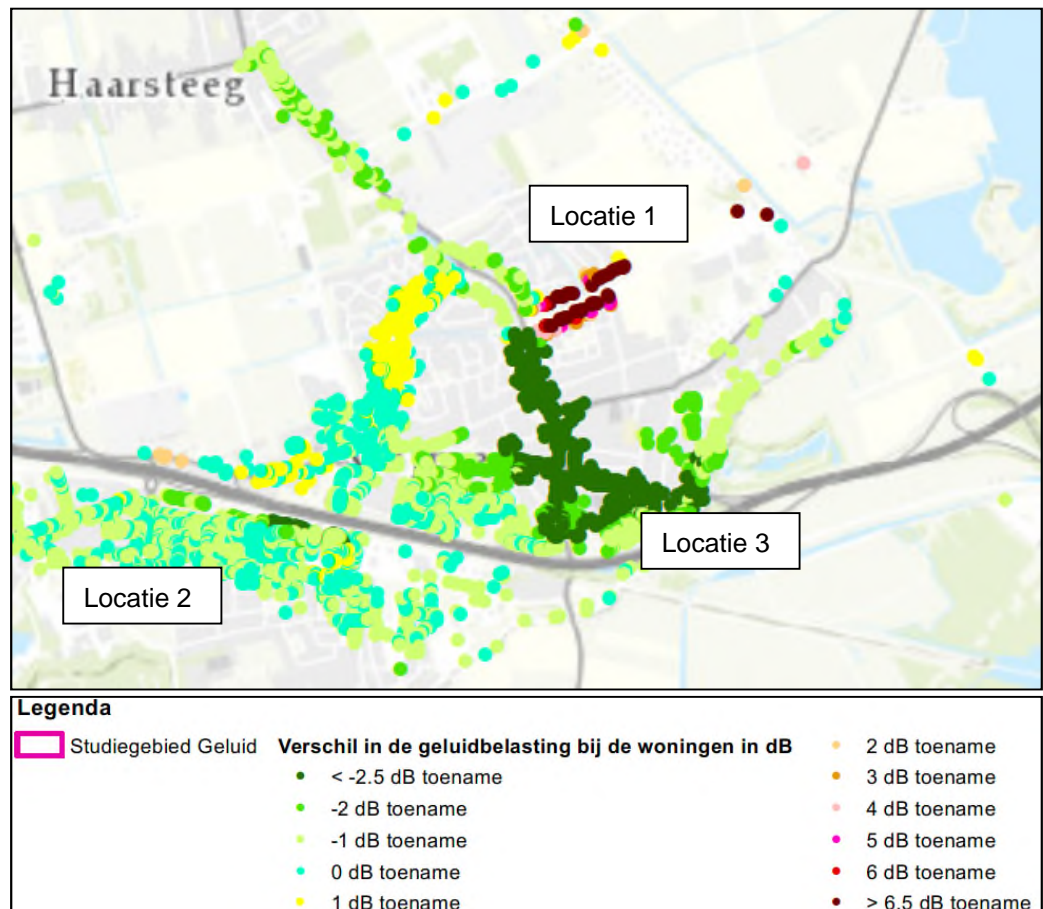 Haarsteeg
Locatie 1
Locatie 3
Locatie 2
Legenda
Studiegebied Geluid
Verschil in de geluidbelasting bij de woningen in dB
< -2.5 dB toename
-2 dB toename
-1 dB toename
0 dB toename
1 dB toename
2 dB toename
3 dB toename
4 dB toename
5 dB toename
6 dB toename
> 6.5 dB toename